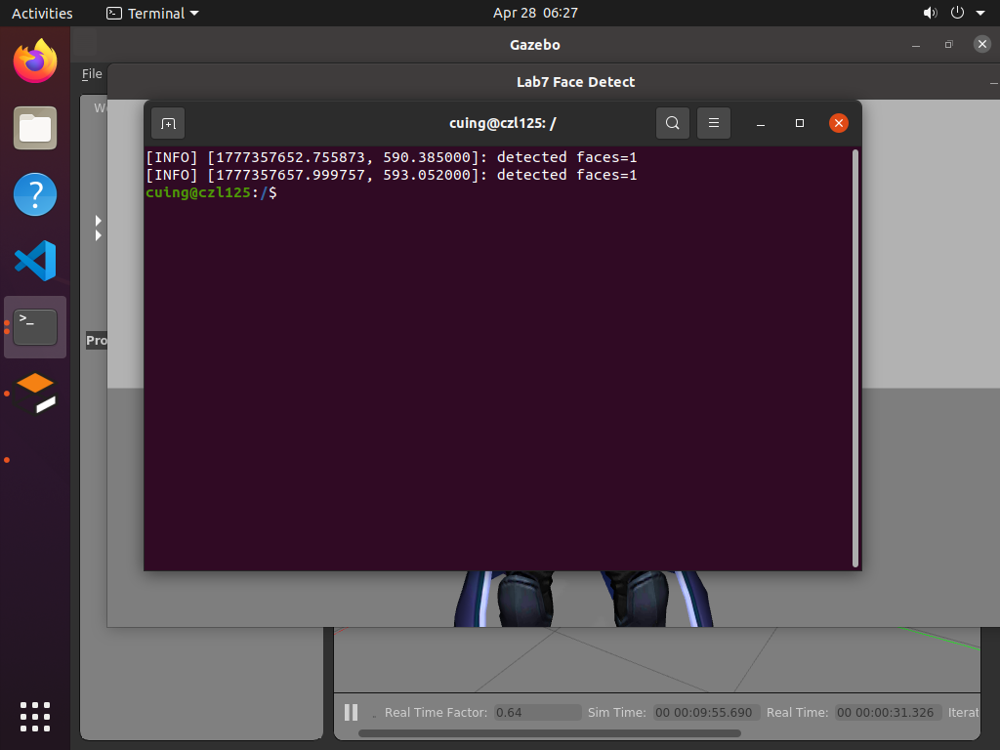 Activities
Terminal
Apr 28 06:27
Gazebo
File
Lab7 Face Detect
cuing@czl125: /
[INFO] [1777357652.755873, 590.385000]: detected faces=1
[INFO] [1777357657.999757, 593.052000]: detected faces=1
cuing@czl125:/$
Real Time Factor: 0.64 Sim Time: 00 00:09:55.690 Real Time: 00 00:00:31.326 Iterat